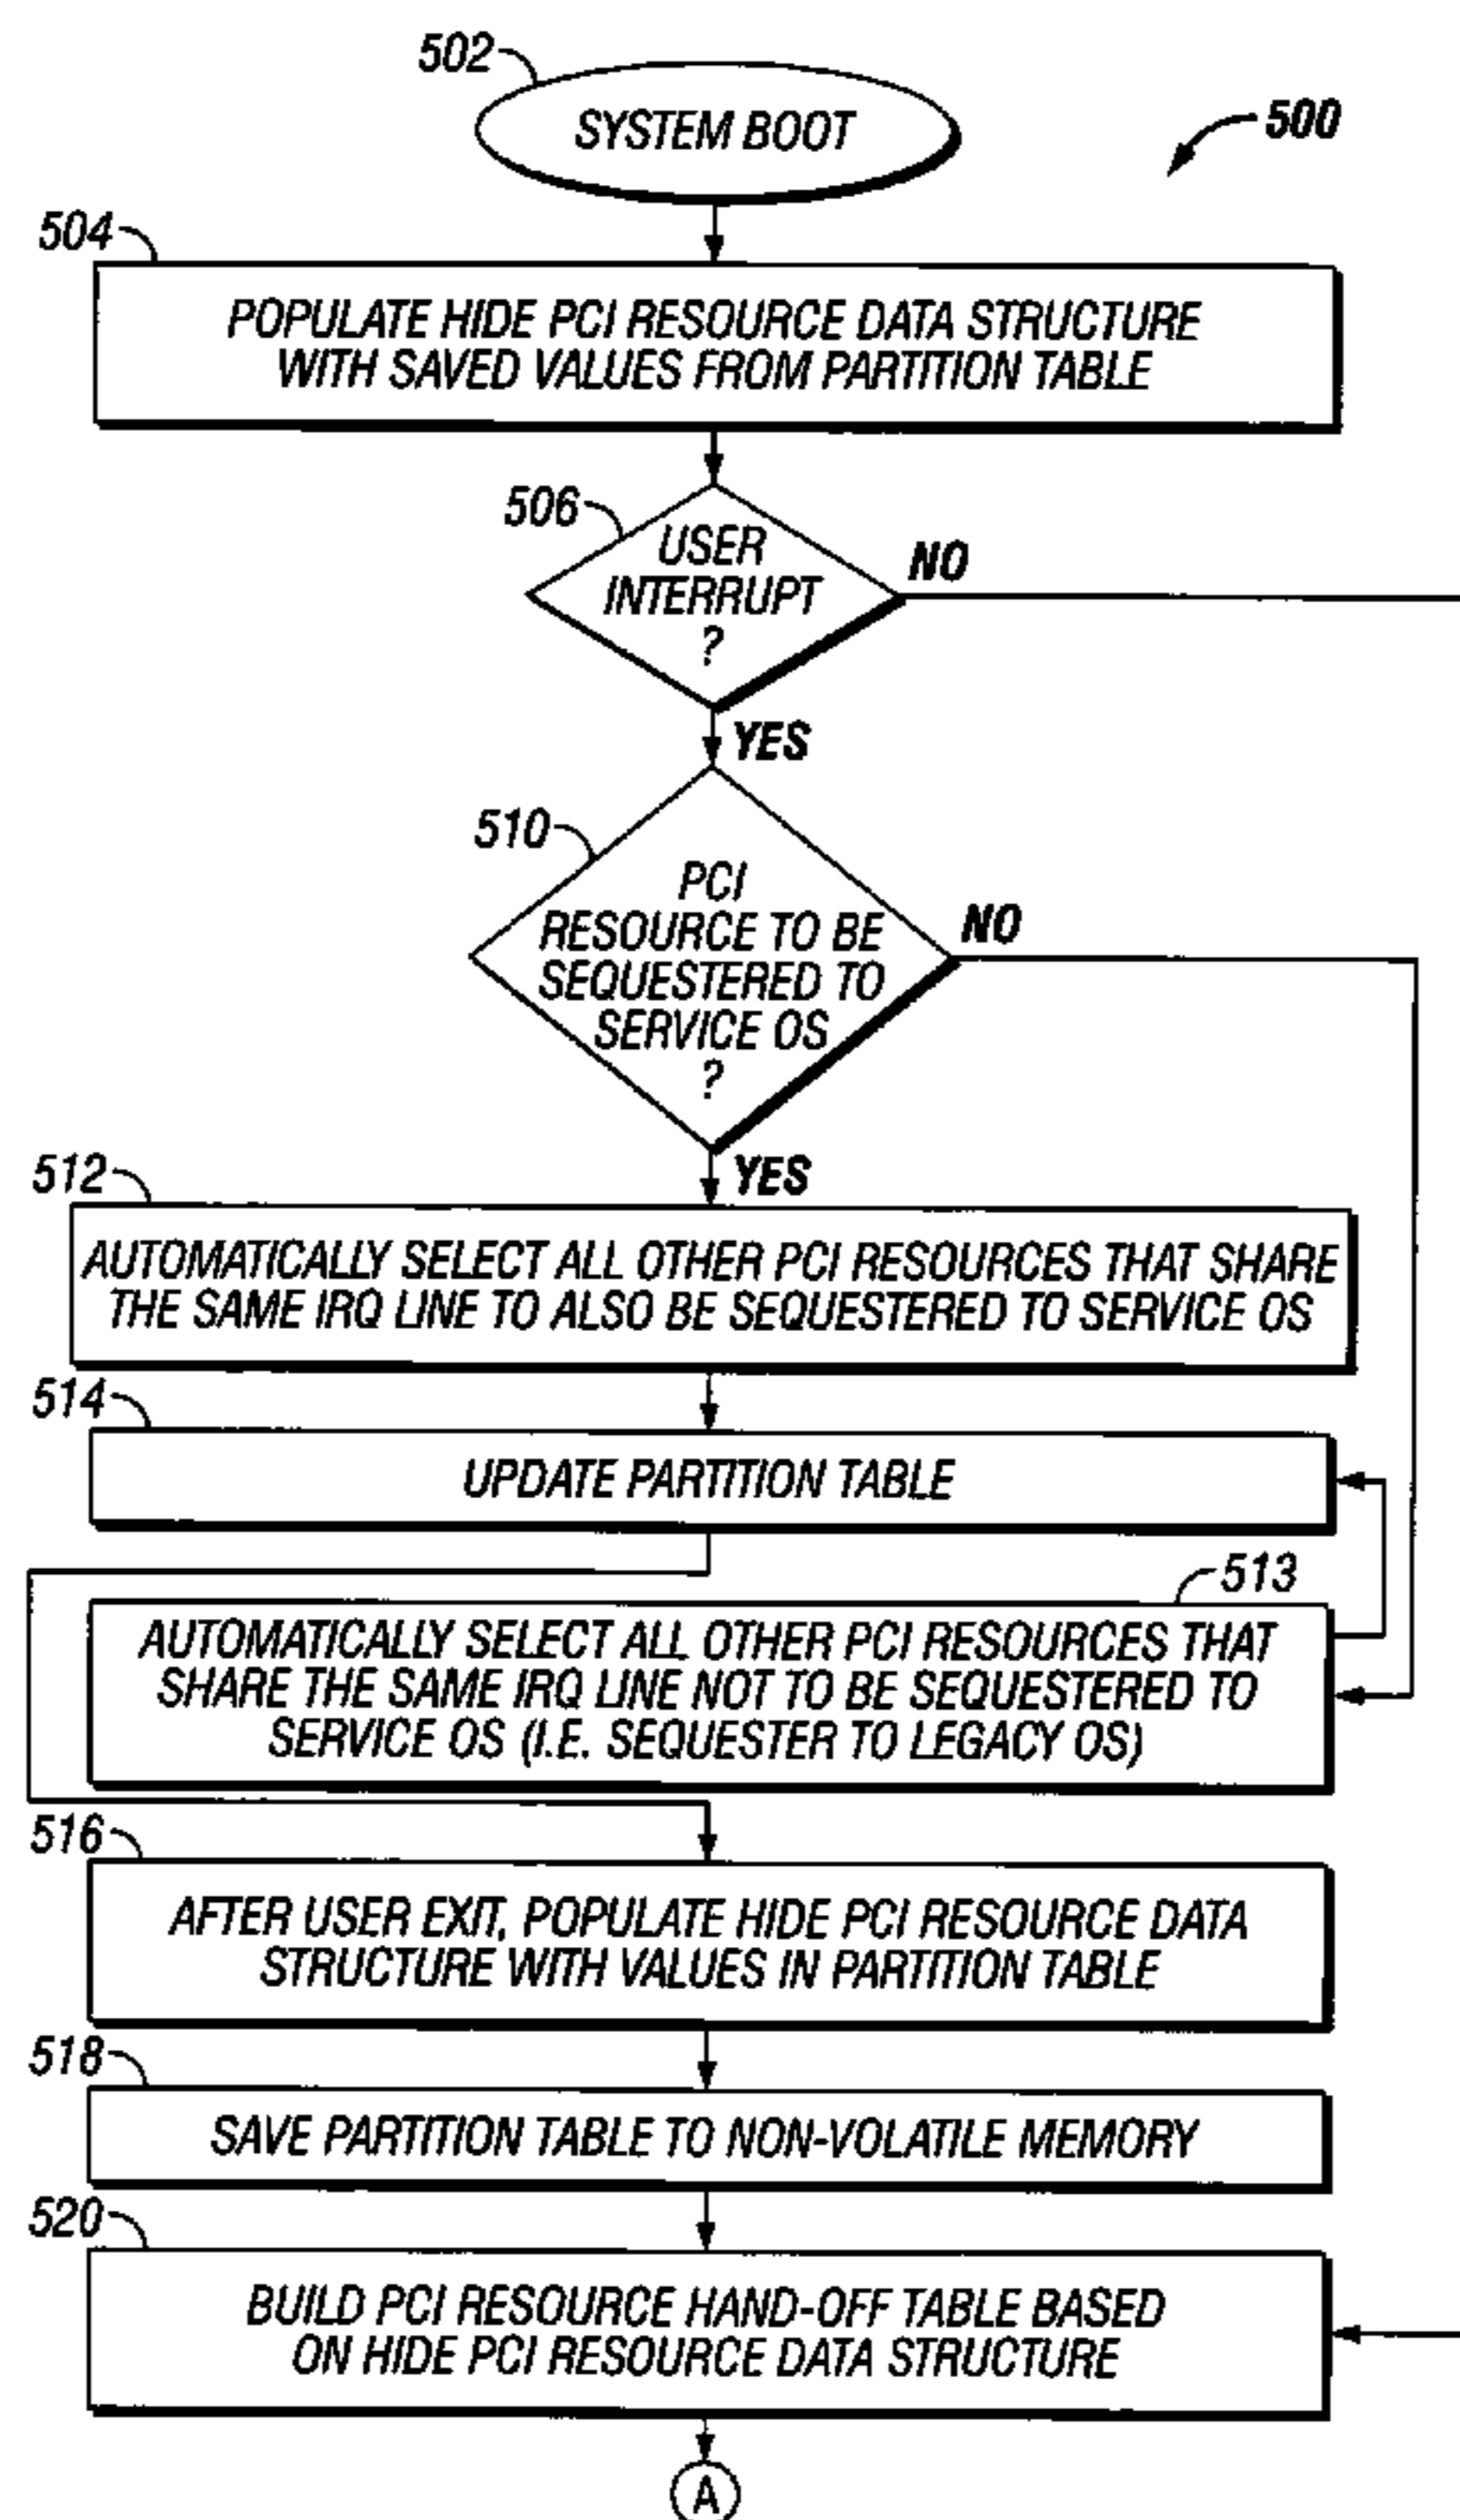 502
SYSTEM BOOT
500
504
POPULATE HIDE PCI RESOURCE DATA STRUCTURE
WITH SAVED VALUES FROM PARTITION TABLE
506
USER
INTERRUPT
?
NO
YES
510
PCI
RESOURCE TO BE
SEQUESTERED TO
SERVICE OS
?
NO
YES
512
AUTOMATICALLY SELECT ALL OTHER PCI RESOURCES THAT SHARE
THE SAME IRQ LINE TO ALSO BE SEQUESTERED TO SERVICE OS
514
UPDATE PARTITION TABLE
513
AUTOMATICALLY SELECT ALL OTHER PCI RESOURCES THAT
SHARE THE SAME IRQ LINE NOT TO BE SEQUESTERED TO
SERVICE OS (I.E. SEQUESTER TO LEGACY OS)
516
AFTER USER EXIT, POPULATE HIDE PCI RESOURCE DATA
STRUCTURE WITH VALUES IN PARTITION TABLE
518
SAVE PARTITION TABLE TO NON-VOLATILE MEMORY
520
BUILD PCI RESOURCE HAND-OFF TABLE BASED
ON HIDE PCI RESOURCE DATA STRUCTURE
A